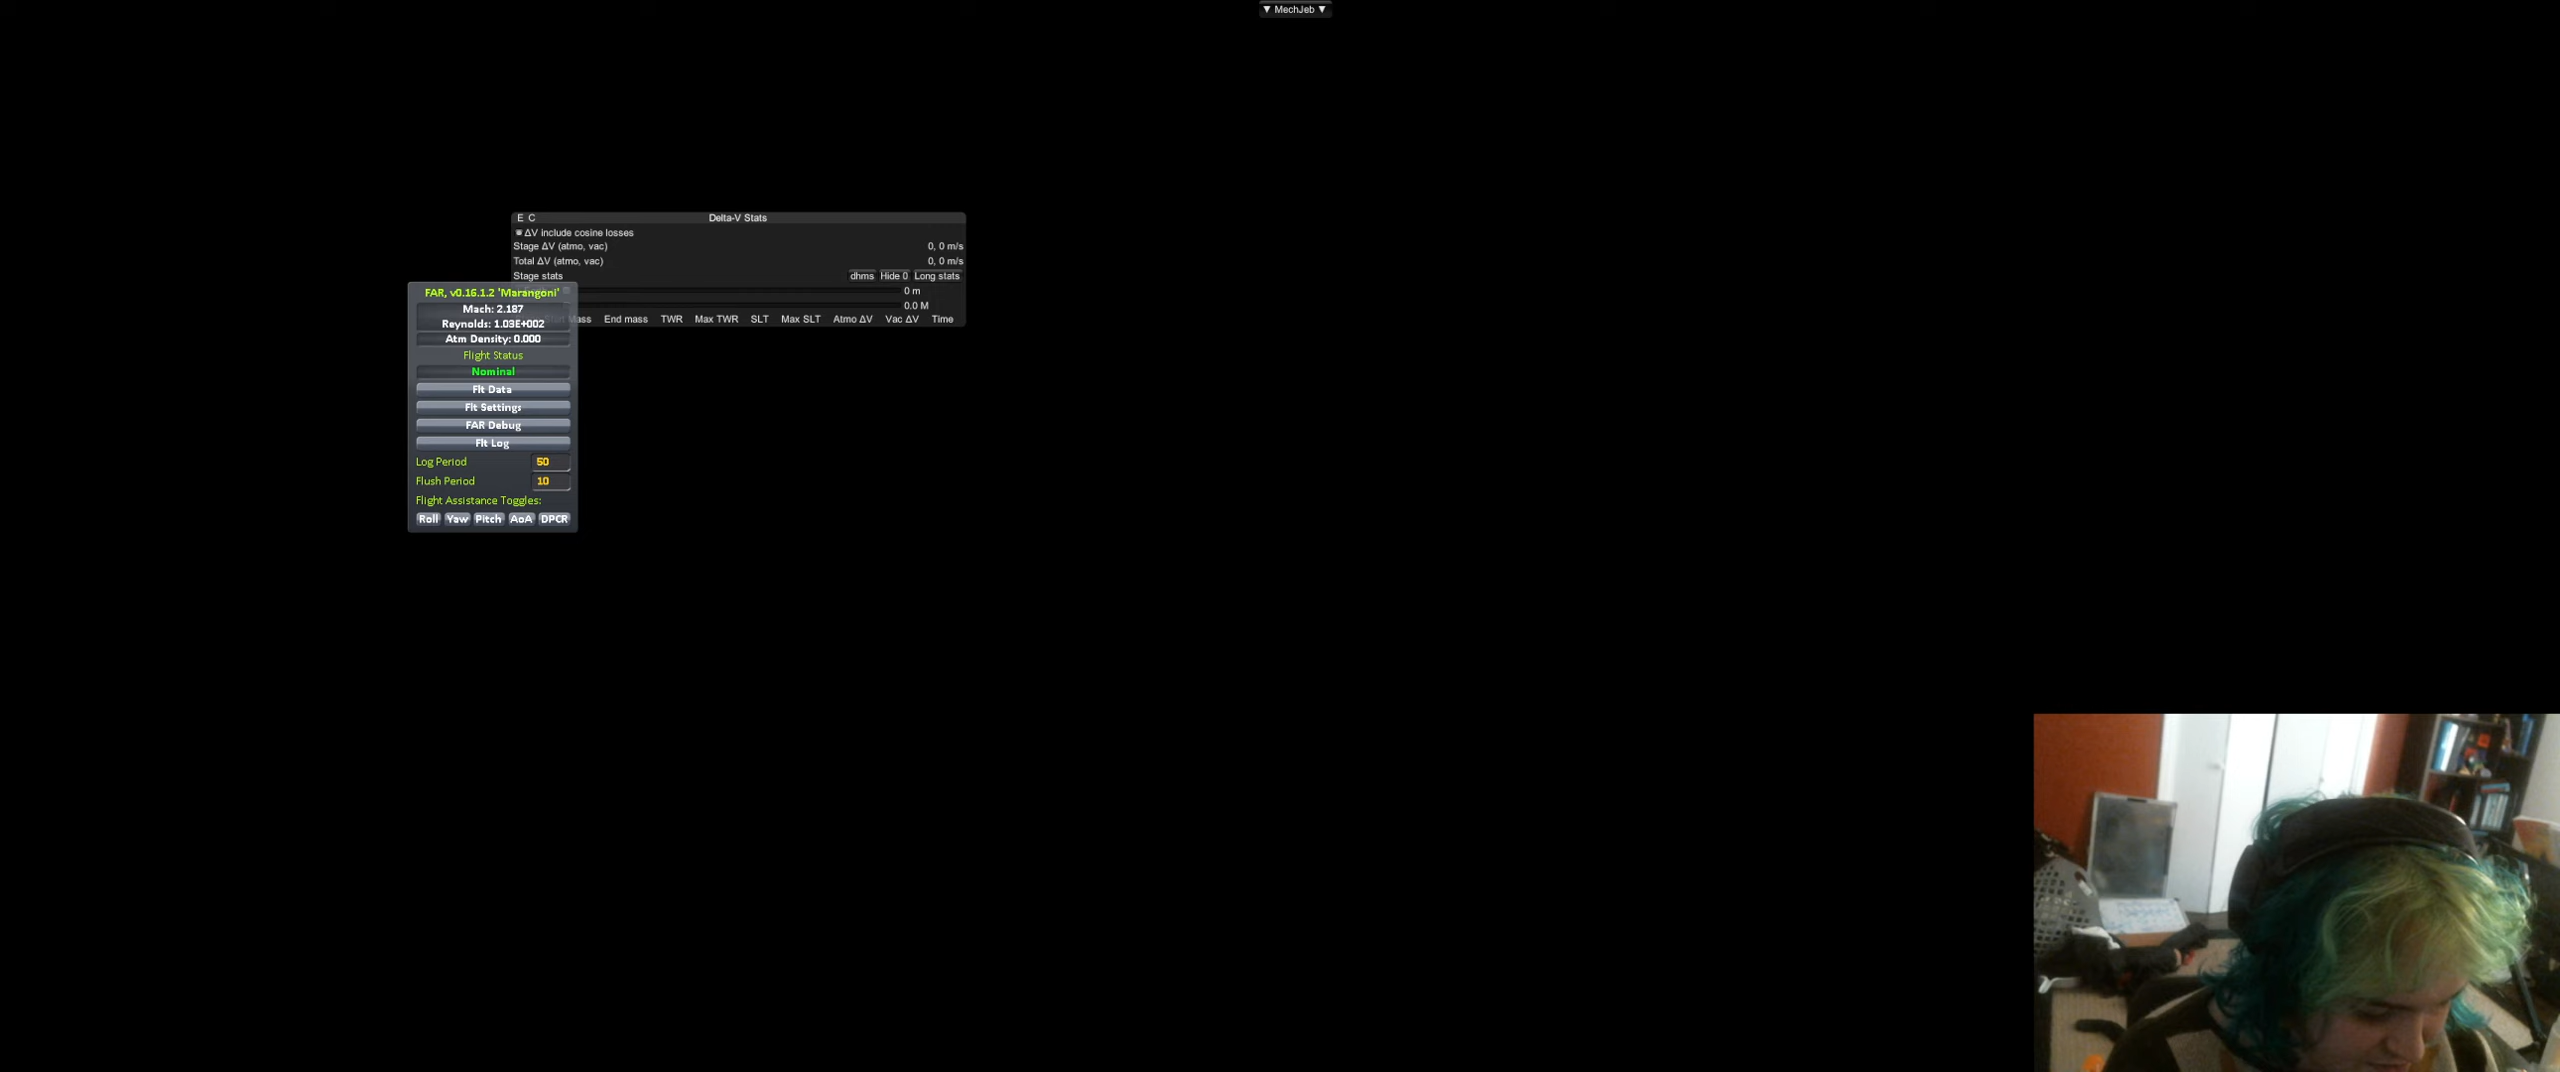 ▼ MechJeb ▼
E C Delta-V Stats
ΔV include cosine losses
Stage ΔV (atmo, vac) 0, 0 m/s
Total ΔV (atmo, vac) 0, 0 m/s
Stage stats dhms Hide 0 Long stats
0 m
0.0 M
Mass End mass TWR Max TWR SLT Max SLT Atmo ΔV Vac ΔV Time
FAR, v0.16.1.2 'Marangoni'
Mach: 2.187
Reynolds: 1.03E+002
Atm Density: 0.000
Flight Status
Nominal
Flt Data
Flt Settings
FAR Debug
Flt Log
Log Period 50
Flush Period 10
Flight Assistance Toggles:
Roll Yaw Pitch AoA DPCR